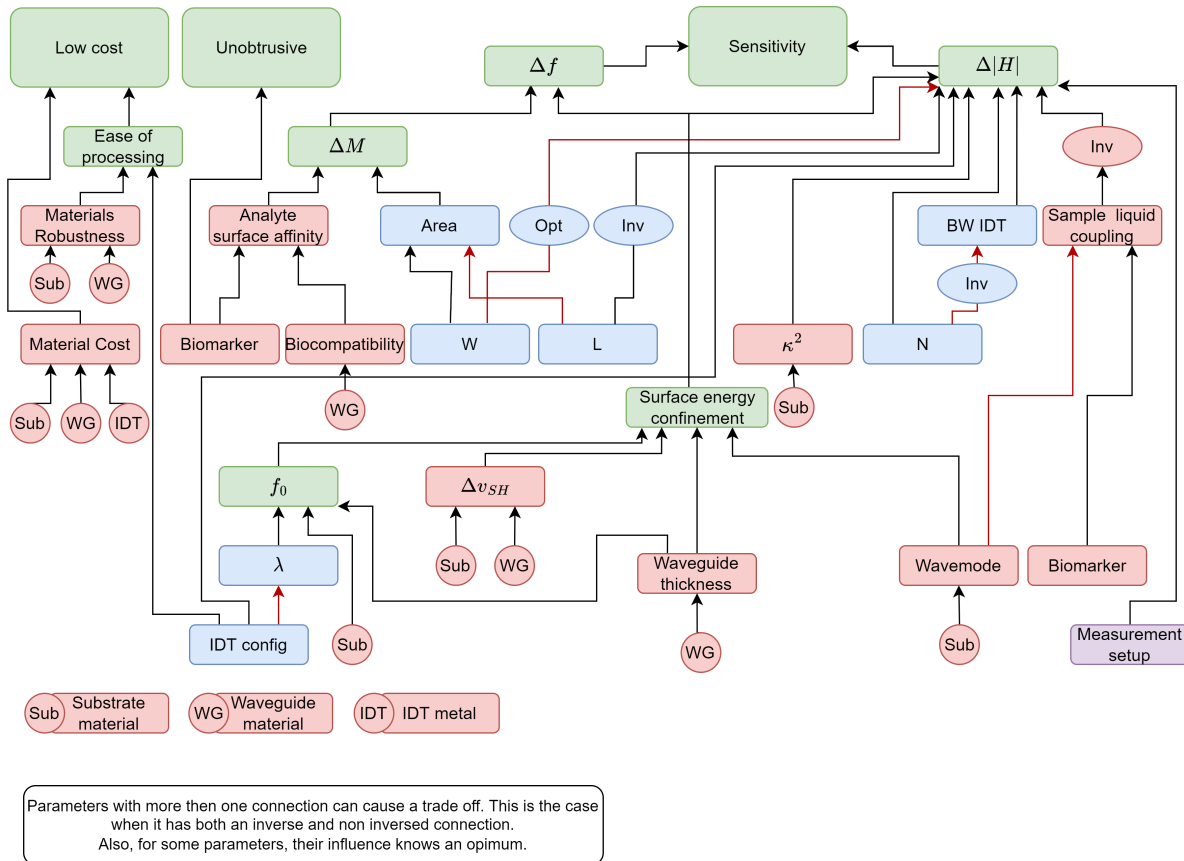 Low cost
Unobtrusive
Δf
Sensitivity
Δ|H|
Ease of
processing
ΔM
Inv
Materials
Robustness
Analyte
surface affinity
Area
Opt
Inv
BW IDT
Sample liquid
coupling
Sub
WG
Inv
Material Cost
Biomarker
Biocompatibility
W
L
κ²
N
Sub
WG
IDT
WG
Surface energy
confinement
Sub
f₀
Δv_SH
λ
Sub
WG
Waveguide
thickness
Wavemode
Biomarker
IDT config
Sub
WG
Sub
Measurement
setup
Sub
Substrate
material
WG
Waveguide
material
IDT
IDT metal
Parameters with more then one connection can cause a trade off. This is the case
when it has both an inverse and non inversed connection.
Also, for some parameters, their influence knows an opimum.